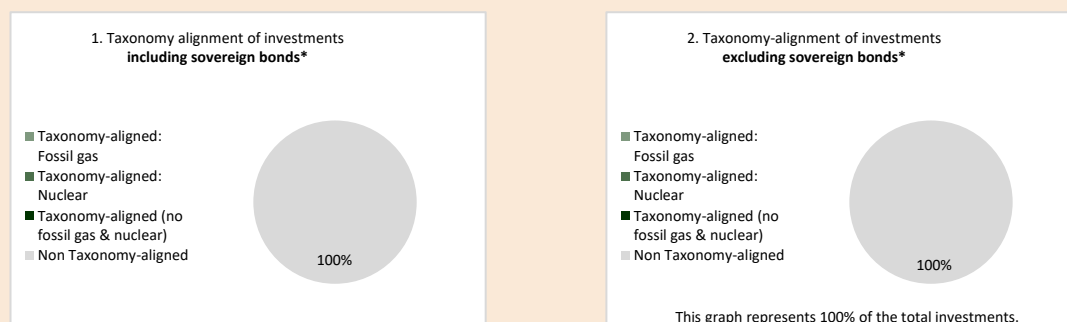 1. Taxonomy alignment of investments
including sovereign bonds*
Taxonomy-aligned:
Fossil gas
Taxonomy-aligned:
Nuclear
Taxonomy-aligned (no
fossil gas & nuclear)
Non Taxonomy-aligned
100%
2. Taxonomy-alignment of investments
excluding sovereign bonds*
Taxonomy-aligned:
Fossil gas
Taxonomy-aligned:
Nuclear
Taxonomy-aligned (no
fossil gas & nuclear)
Non Taxonomy-aligned
100%
This graph represents 100% of the total investments.